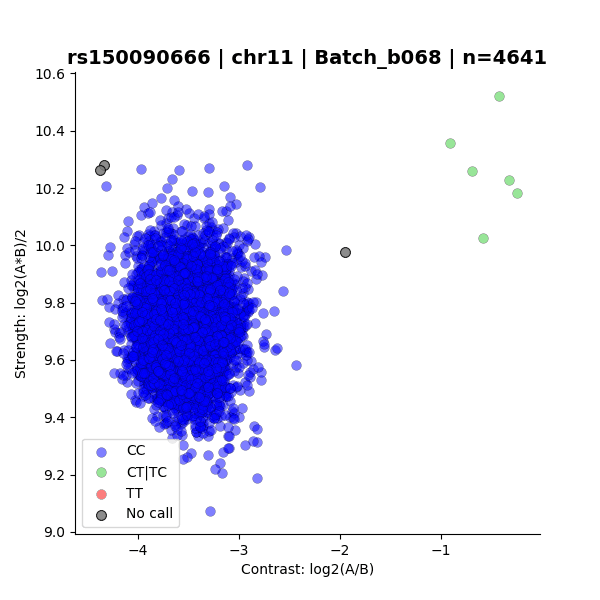 rs150090666 | chr11 | Batch_b068 | n=4641
Strength: log2(A*B)/2
10.6
10.4
10.2
10.0
9.8
9.6
9.4
9.2
9.0
CC
CT|TC
TT
No call
−4
−3
−2
−1
Contrast: log2(A/B)